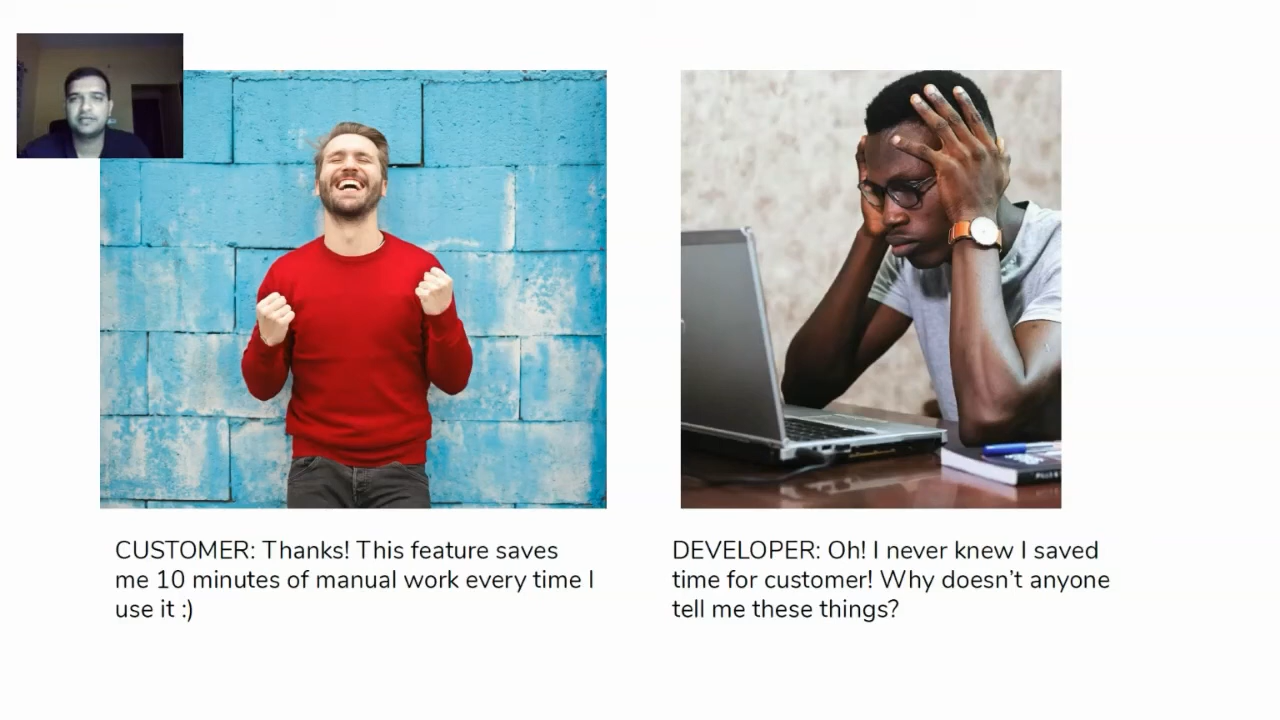 CUSTOMER: Thanks! This feature saves
me 10 minutes of manual work every time I
use it :)
DEVELOPER: Oh! I never knew I saved
time for customer! Why doesn't anyone
tell me these things?